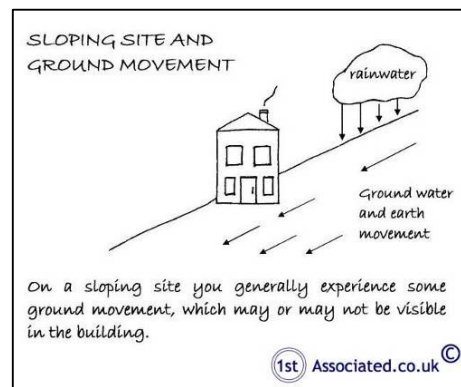 SLOPING SITE AND
GROUND MOVEMENT
rainwater
Ground water
and earth
movement
On a sloping site you generally experience some
ground movement, which may or may not be visible
in the building.
1st Associated.co.uk ©